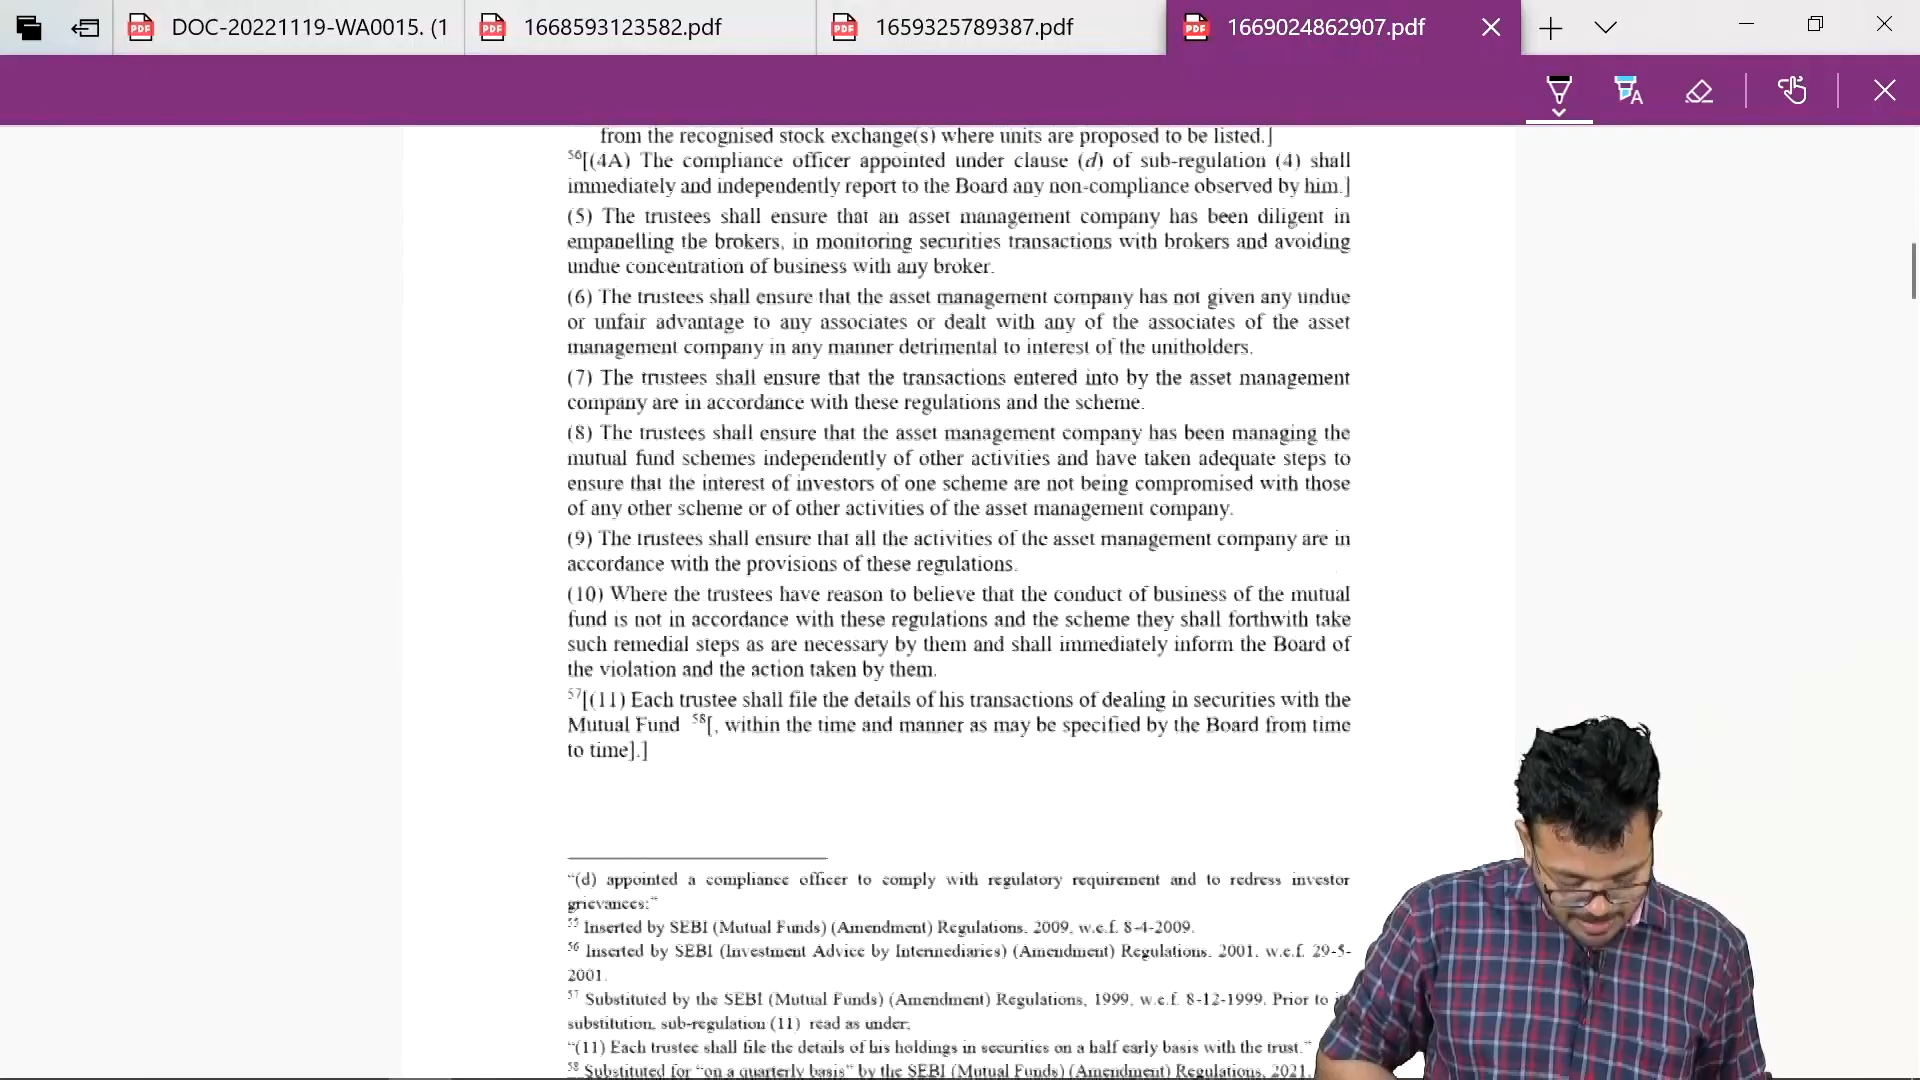 DOC-20221119-WA0015. (1
1668593123582.pdf
1659325789387.pdf
1669024862907.pdf
from the recognised stock exchange(s) where units are proposed to be listed.]
56[(4A) The compliance officer appointed under clause (d) of sub-regulation (4) shall
immediately and independently report to the Board any non-compliance observed by him.]
(5) The trustees shall ensure that an asset management company has been diligent in
empanelling the brokers, in monitoring securities transactions with brokers and avoiding
undue concentration of business with any broker.
(6) The trustees shall ensure that the asset management company has not given any undue
or unfair advantage to any associates or dealt with any of the associates of the asset
management company in any manner detrimental to interest of the unitholders.
(7) The trustees shall ensure that the transactions entered into by the asset management
company are in accordance with these regulations and the scheme.
(8) The trustees shall ensure that the asset management company has been managing the
mutual fund schemes independently of other activities and have taken adequate steps to
ensure that the interest of investors of one scheme are not being compromised with those
of any other scheme or of other activities of the asset management company.
(9) The trustees shall ensure that all the activities of the asset management company are in
accordance with the provisions of these regulations.
(10) Where the trustees have reason to believe that the conduct of business of the mutual
fund is not in accordance with these regulations and the scheme they shall forthwith take
such remedial steps as are necessary by them and shall immediately inform the Board of
the violation and the action taken by them.
57[(11) Each trustee shall file the details of his transactions of dealing in securities with the
Mutual Fund 58[, within the time and manner as may be specified by the Board from time
to time].]
“(d) appointed a compliance officer to comply with regulatory requirement and to redress investor
grievances:”
55 Inserted by SEBI (Mutual Funds) (Amendment) Regulations, 2009, w.e.f. 8-4-2009.
56 Inserted by SEBI (Investment Advice by Intermediaries) (Amendment) Regulations, 2001, w.e.f. 29-5-
2001.
57 Substituted by the SEBI (Mutual Funds) (Amendment) Regulations, 1999, w.e.f. 8-12-1999. Prior to
substitution, sub-regulation (11) read as under;
“(11) Each trustee shall file the details of his holdings in securities on a half early basis with the trust.”
58 Substituted for “on a quarterly basis” by the SEBI (Mutual Funds) (Amendment) Regulations, 2021,